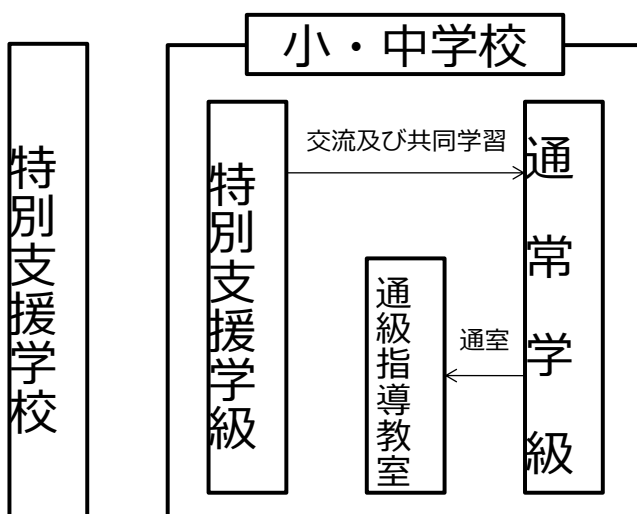 小・中学校
特別支援学校
特別支援学級
交流及び共同学習
通常学級
通級指導教室
通室